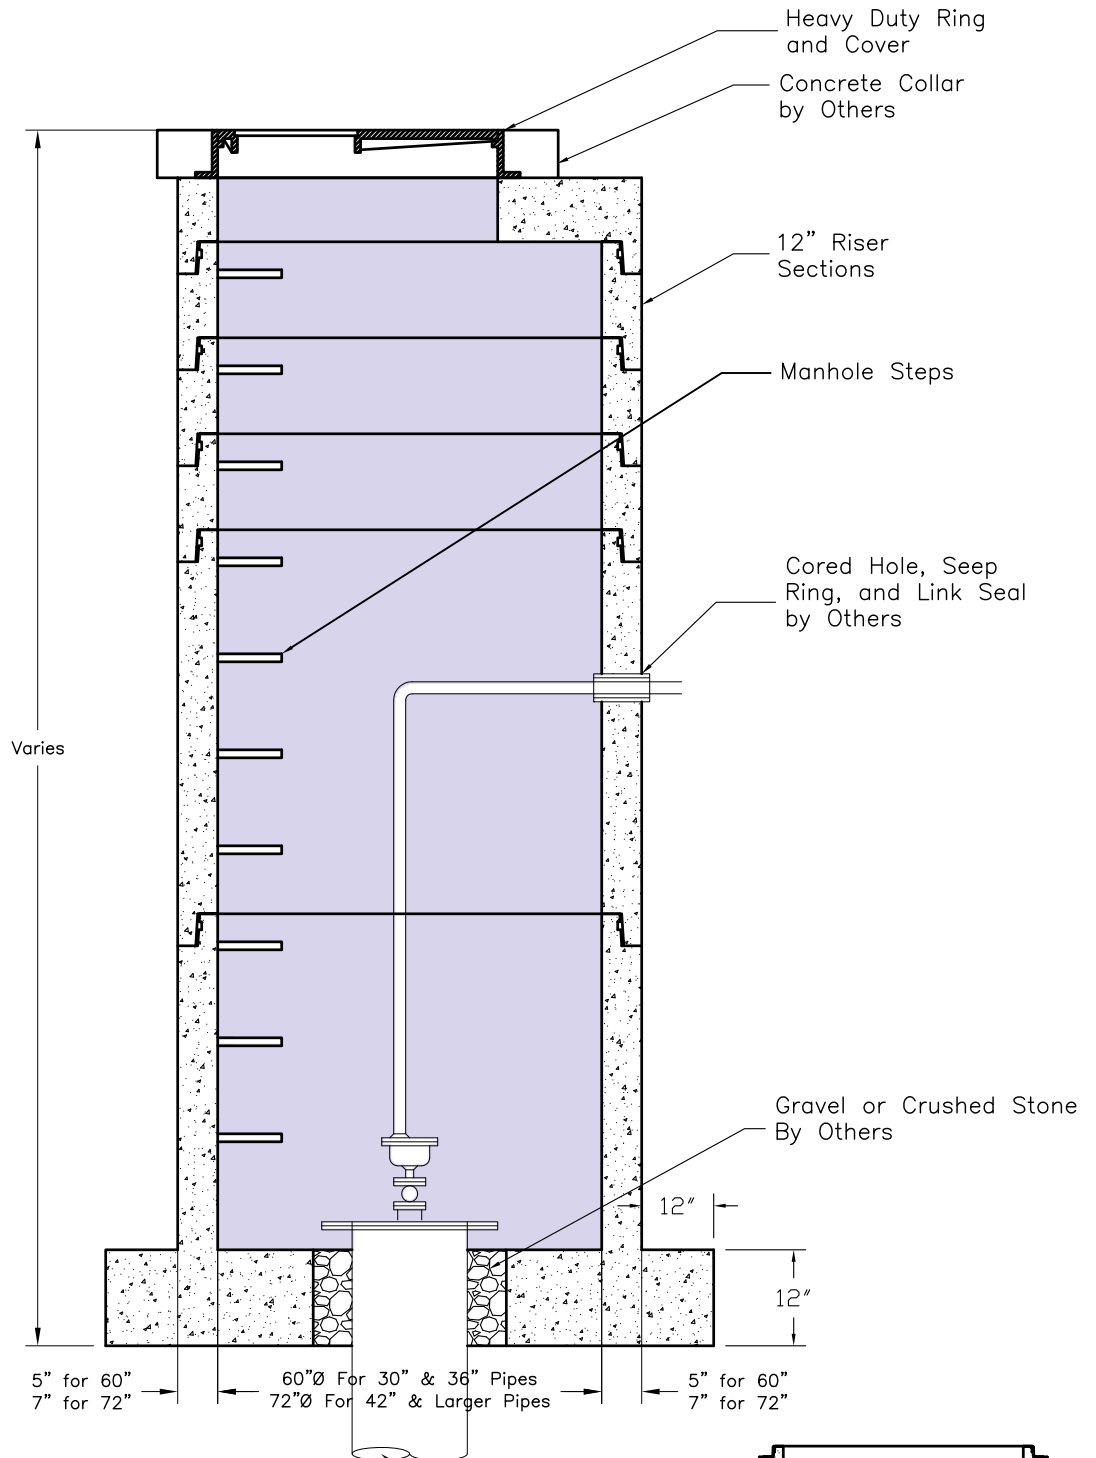 Heavy Duty Ring
and Cover
Concrete Collar
by Others
12" Riser
Sections
Manhole Steps
Cored Hole, Seep
Ring, and Link Seal
by Others
Varies
Gravel or Crushed Stone
By Others
12"
12"
5" for 60"
7" for 72"
60"Ø For 30" & 36" Pipes
72"Ø For 42" & Larger Pipes
5" for 60"
7" for 72"